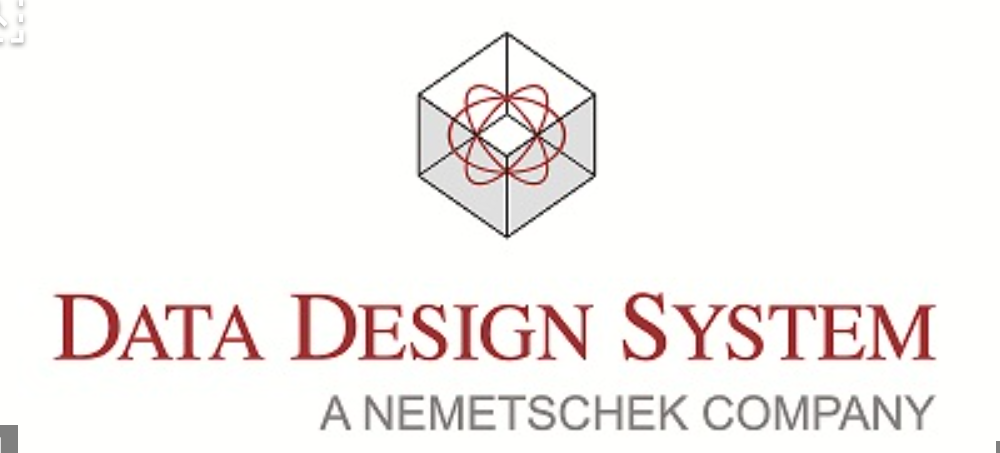 DATA DESIGN SYSTEM
A NEMETSCHEK COMPANY